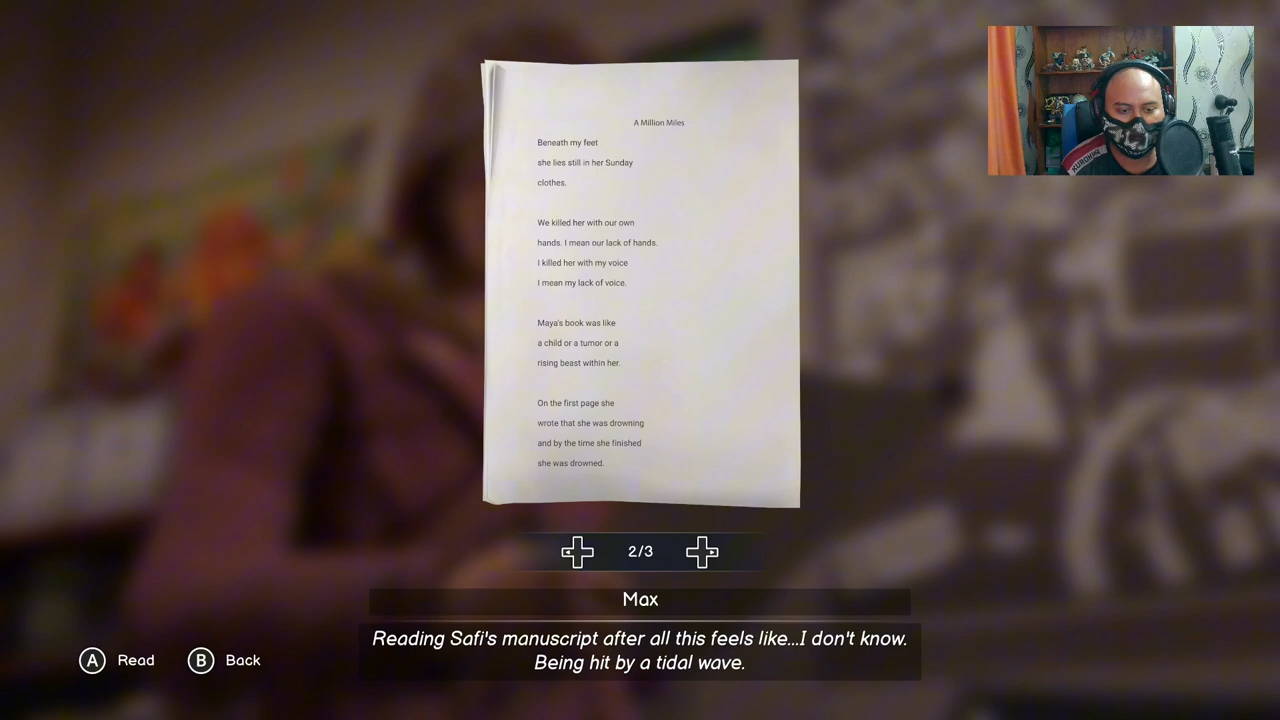 A Million Miles
Beneath my feet
she lies still in her Sunday
clothes.
We killed her with our own
hands. I mean our lack of hands.
I killed her with my voice
I mean my lack of voice.
Maya's book was like
a child or a tumor or a
rising beast within her.
On the first page she
wrote that she was drowning
and by the time she finished
she was drowned.
2/3
Max
Reading Safi's manuscript after all this feels like...I don't know.
Being hit by a tidal wave.
A Read
B Back